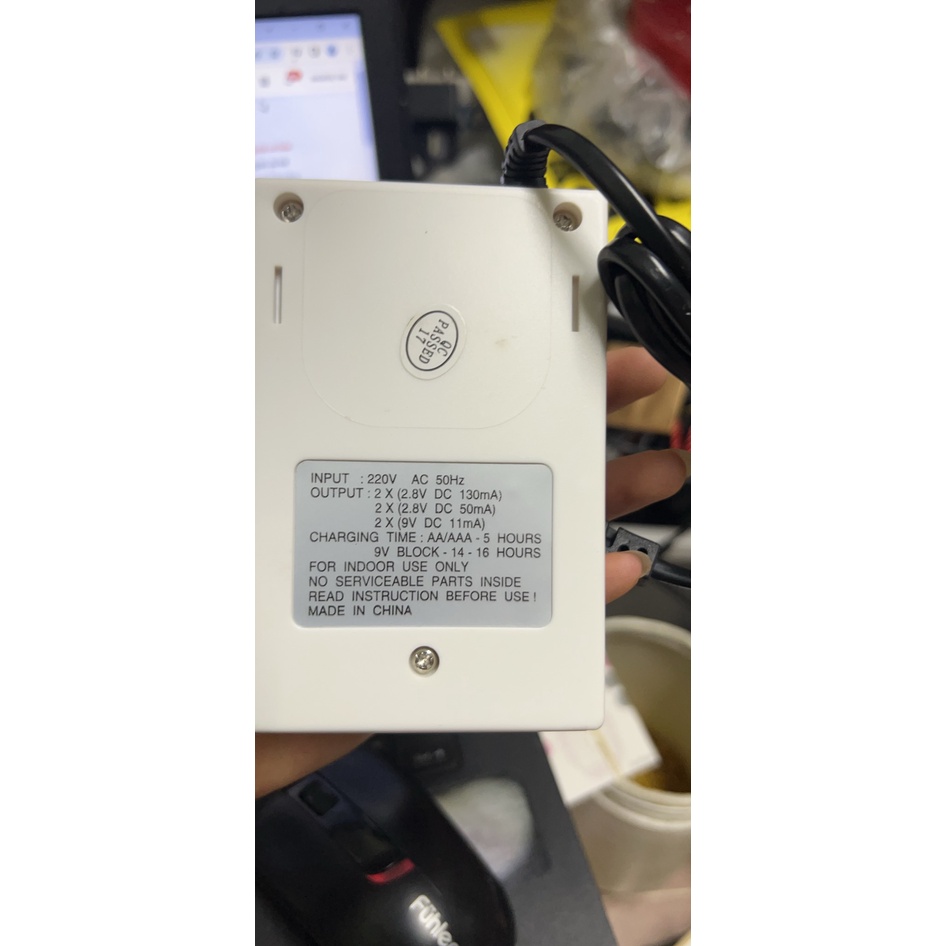 QC
PASSED
17
INPUT : 220V AC 50Hz
OUTPUT : 2 X (2.8V DC 130mA)
2 X (2.8V DC 50mA)
2 X (9V DC 11mA)
CHARGING TIME : AA/AAA - 5 HOURS
9V BLOCK - 14 - 16 HOURS
FOR INDOOR USE ONLY
NO SERVICEABLE PARTS INSIDE
READ INSTRUCTION BEFORE USE !
MADE IN CHINA